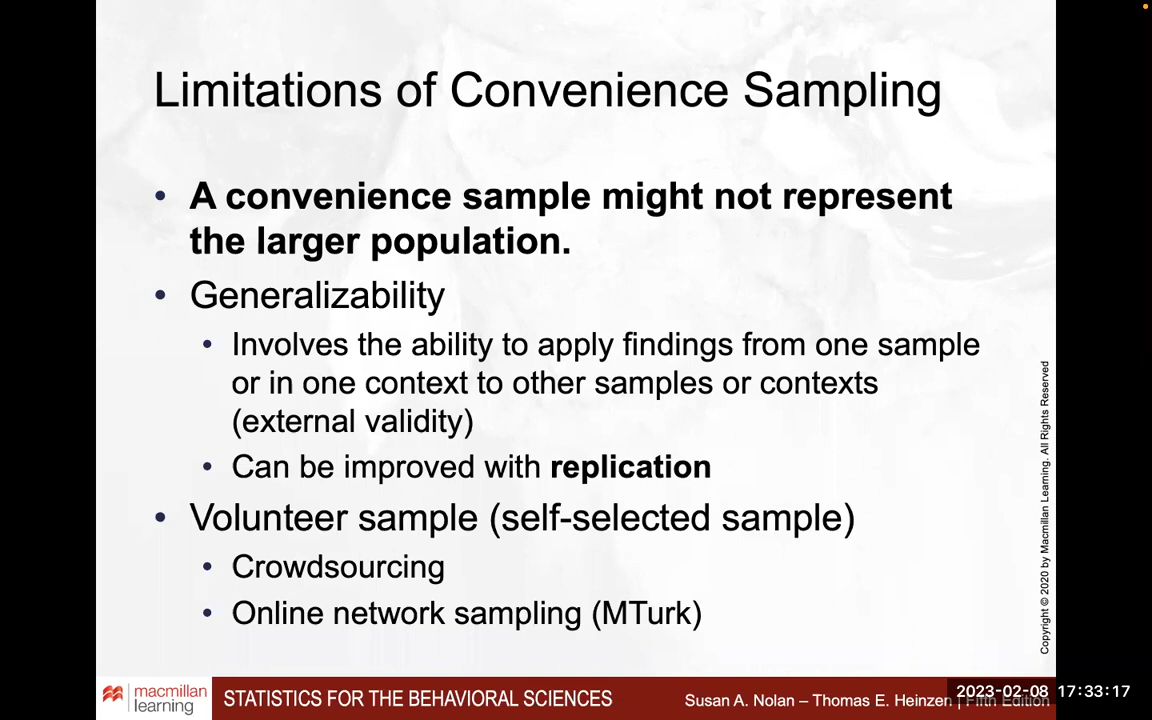 Limitations of Convenience Sampling
• A convenience sample might not represent
the larger population.
• Generalizability
• Involves the ability to apply findings from one sample
or in one context to other samples or contexts
(external validity)
• Can be improved with replication
• Volunteer sample (self-selected sample)
• Crowdsourcing
• Online network sampling (MTurk)
Copyright © 2020 by Macmillan Learning. All Rights Reserved
macmillan
learning
STATISTICS FOR THE BEHAVIORAL SCIENCES
Susan A. Nolan – Thomas E. Heinzen | Fifth Edition
2023-02-08 17:33:17